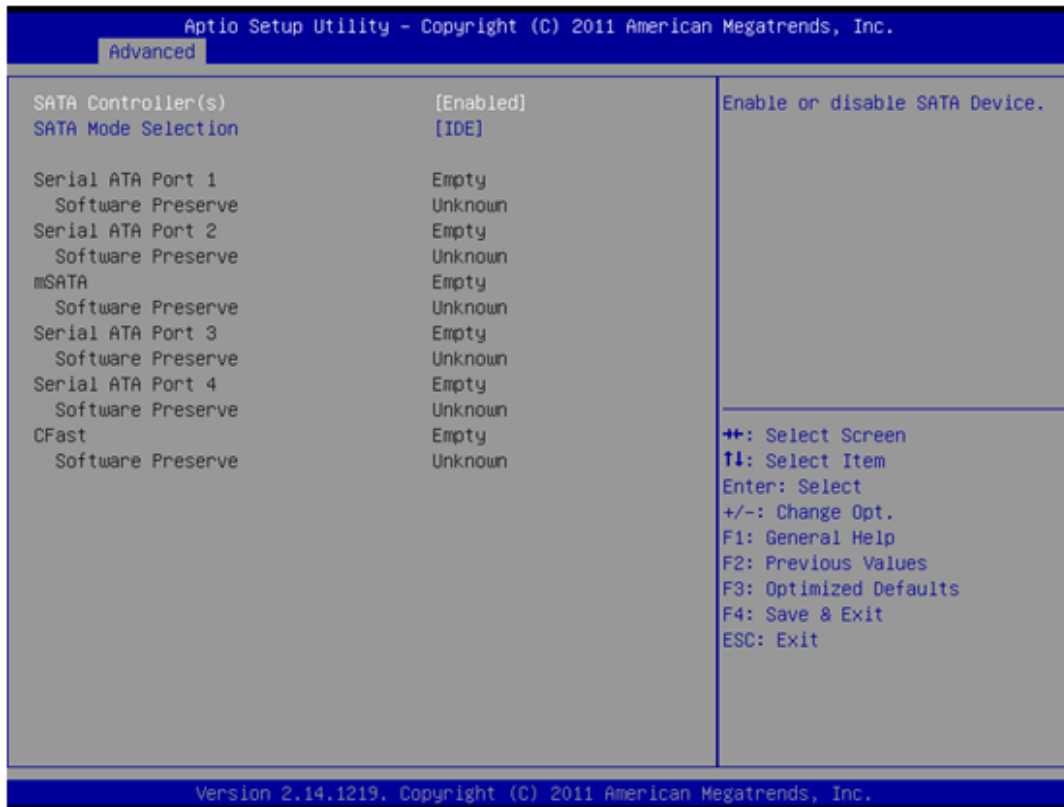 Aptio Setup Utility – Copyright (C) 2011 American Megatrends, Inc.
Advanced
SATA Controller(s) [Enabled]
SATA Mode Selection [IDE]
Serial ATA Port 1 Empty
Software Preserve Unknown
Serial ATA Port 2 Empty
Software Preserve Unknown
mSATA Empty
Software Preserve Unknown
Serial ATA Port 3 Empty
Software Preserve Unknown
Serial ATA Port 4 Empty
Software Preserve Unknown
CFast Empty
Software Preserve Unknown
Enable or disable SATA Device.
→←: Select Screen
↑↓: Select Item
Enter: Select
+/-: Change Opt.
F1: General Help
F2: Previous Values
F3: Optimized Defaults
F4: Save & Exit
ESC: Exit
Version 2.14.1219. Copyright (C) 2011 American Megatrends, Inc.